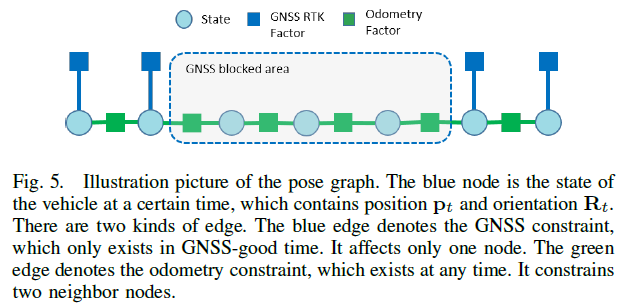 State
GNSS RTK
Factor
Odometry
Factor
GNSS blocked area
Fig. 5. Illustration picture of the pose graph. The blue node is the state of
the vehicle at a certain time, which contains position pt and orientation Rt.
There are two kinds of edge. The blue edge denotes the GNSS constraint,
which only exists in GNSS-good time. It affects only one node. The green
edge denotes the odometry constraint, which exists at any time. It constrains
two neighbor nodes.